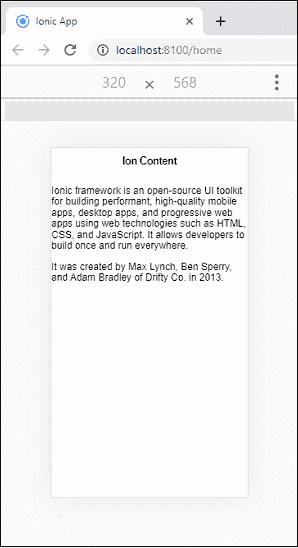 Ionic App
localhost:8100/home
320 × 568
Ion Content
Ionic framework is an open-source UI toolkit
for building performant, high-quality mobile
apps, desktop apps, and progressive web
apps using web technologies such as HTML,
CSS, and JavaScript. It allows developers to
build once and run everywhere.
It was created by Max Lynch, Ben Sperry,
and Adam Bradley of Drifty Co. in 2013.